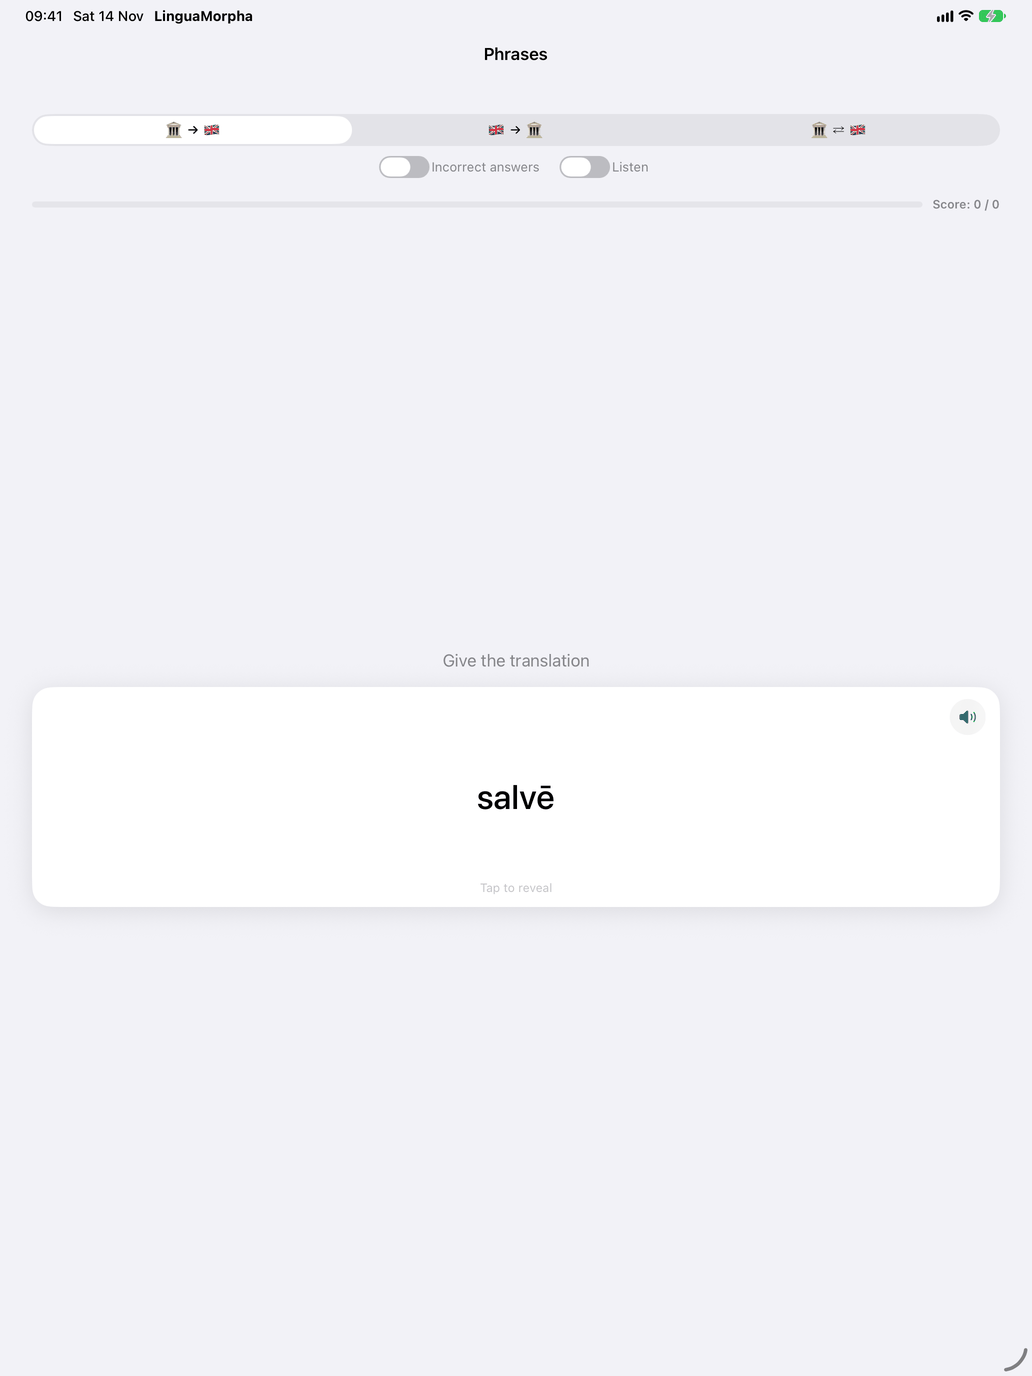 09:41 Sat 14 Nov LinguaMorpha
Phrases
🏛️ → 🇬🇧
🇬🇧 → 🏛️
🏛️ ⇄ 🇬🇧
Incorrect answers
Listen
Score: 0 / 0
Give the translation
salvē
Tap to reveal